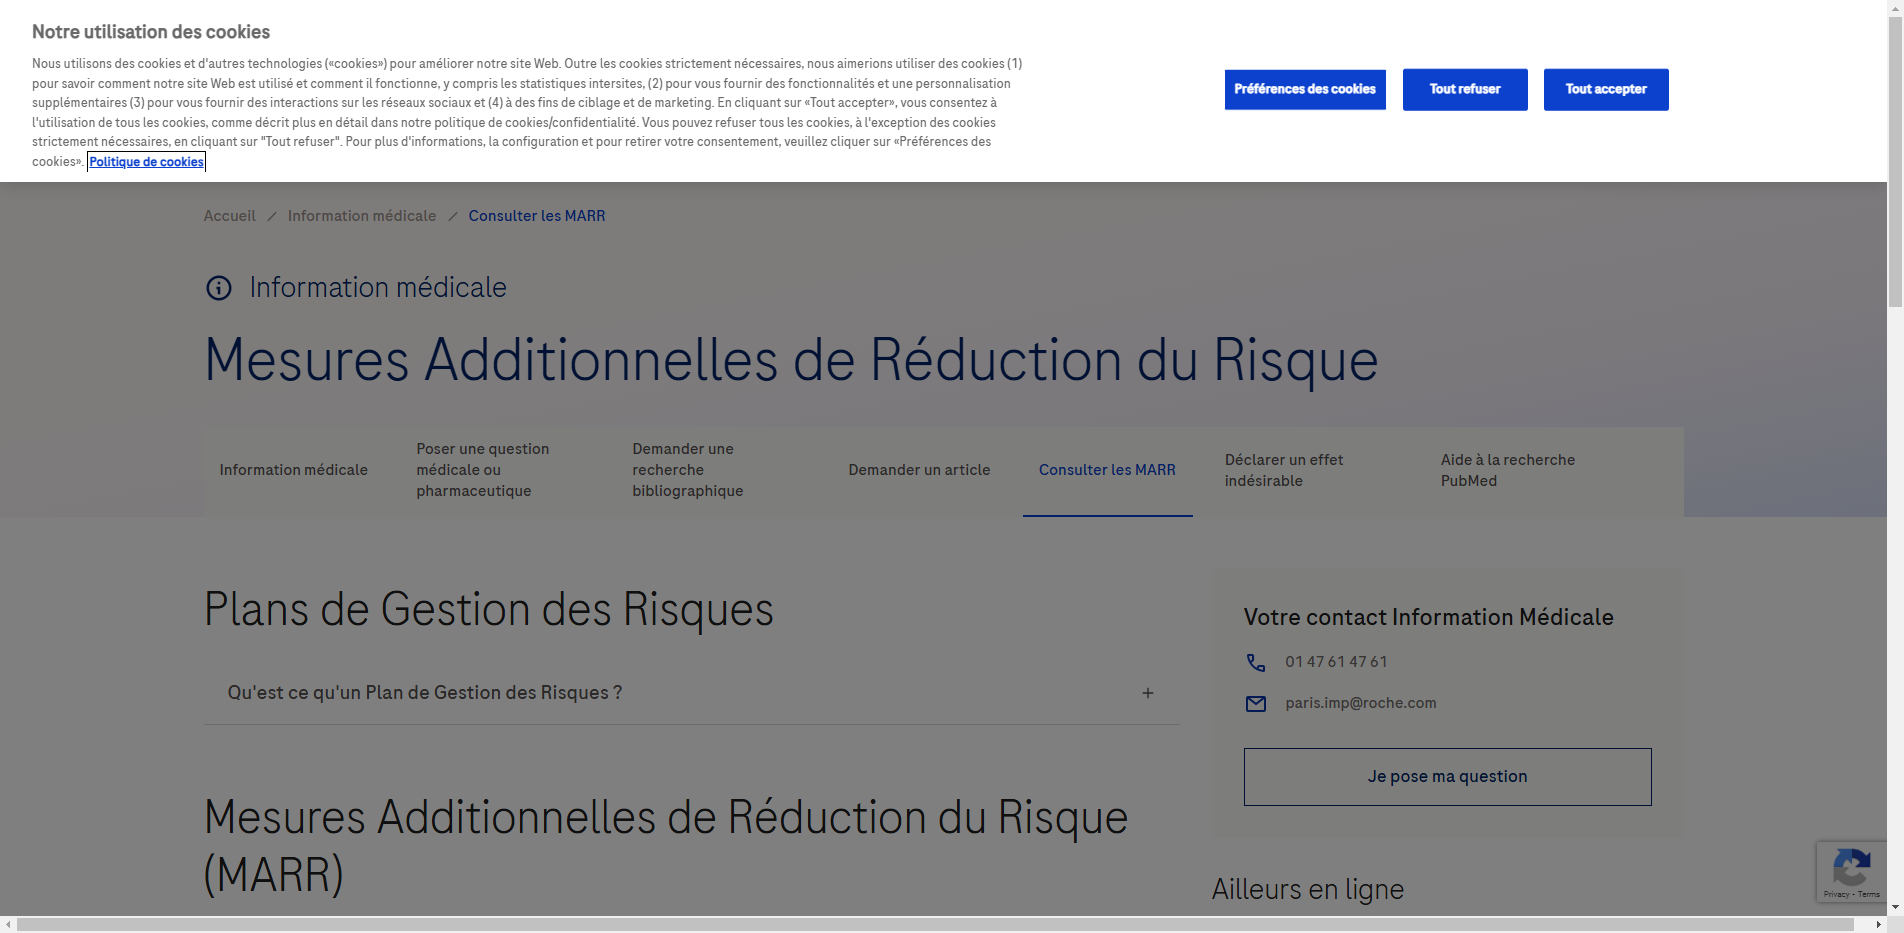 Notre utilisation des cookies
Nous utilisons des cookies et d'autres technologies («cookies») pour améliorer notre site Web. Outre les cookies strictement nécessaires, nous aimerions utiliser des cookies (1)
pour savoir comment notre site Web est utilisé et comment il fonctionne, y compris les statistiques intersites, (2) pour vous fournir des fonctionnalités et une personnalisation
supplémentaires (3) pour vous fournir des interactions sur les réseaux sociaux et (4) à des fins de ciblage et de marketing. En cliquant sur «Tout accepter», vous consentez à
l'utilisation de tous les cookies, comme décrit plus en détail dans notre politique de cookies/confidentialité. Vous pouvez refuser tous les cookies, à l'exception des cookies
strictement nécessaires, en cliquant sur "Tout refuser". Pour plus d'informations, la configuration et pour retirer votre consentement, veuillez cliquer sur «Préférences des
cookies». Politique de cookies
Préférences des cookies
Tout refuser
Tout accepter
Accueil / Information médicale / Consulter les MARR
Information médicale
Mesures Additionnelles de Réduction du Risque
Information médicale
Poser une question
médicale ou
pharmaceutique
Demander une
recherche
bibliographique
Demander un article
Consulter les MARR
Déclarer un effet
indésirable
Aide à la recherche
PubMed
Plans de Gestion des Risques
Qu'est ce qu'un Plan de Gestion des Risques ?
+
Mesures Additionnelles de Réduction du Risque
(MARR)
Votre contact Information Médicale
01 47 61 47 61
paris.imp@roche.com
Je pose ma question
Ailleurs en ligne
Privacy - Terms